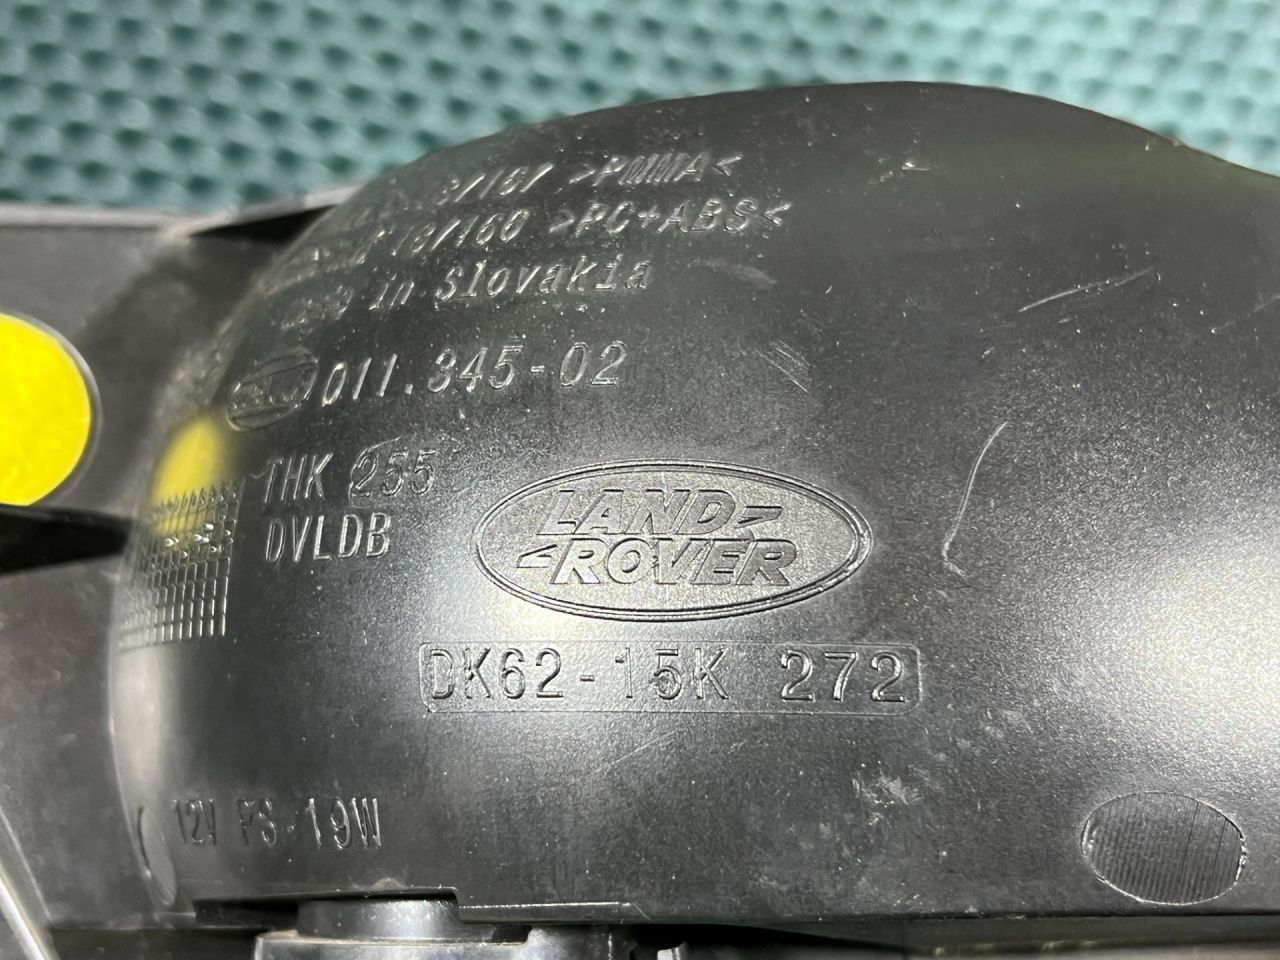 >PMMA<
>PC+ABS<
in Slovakia
011.345-02
THK 255
DVLDB
LAND
ROVER
DK62-15K 272
12V PS-19W